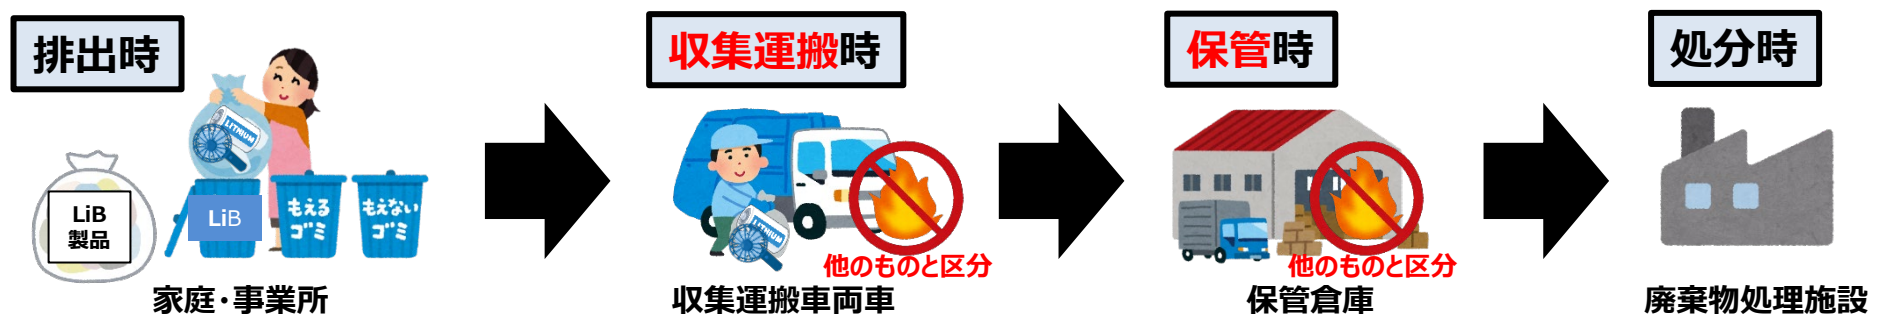 排出時
収集運搬時
保管時
処分時
LITHIUM
LiB
製品
LiB
もえる
ゴミ
もえない
ゴミ
LITHIUM
他のものと区分
他のものと区分
家庭・事業所
収集運搬車両車
保管倉庫
廃棄物処理施設